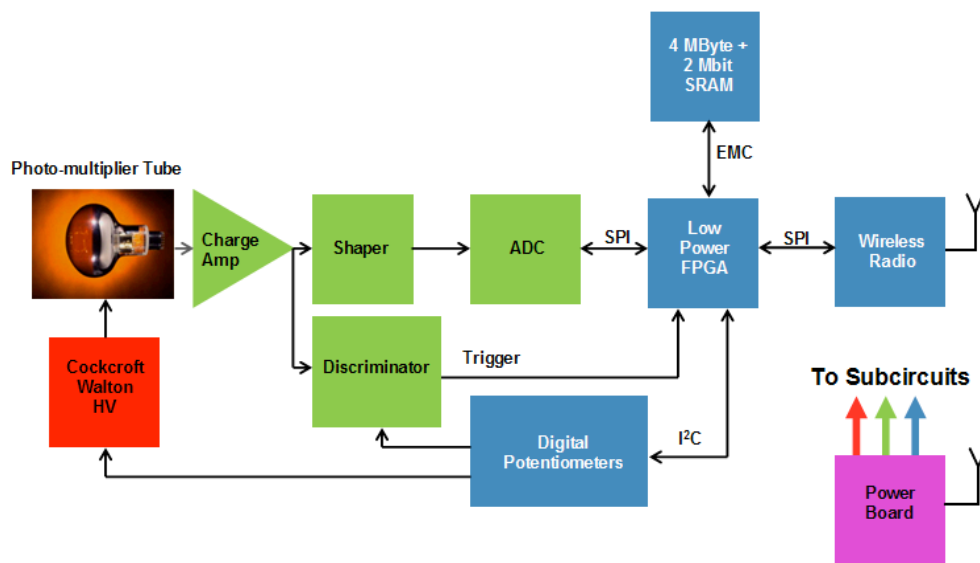 4 MByte +
2 Mbit
SRAM
EMC
Photo-multiplier Tube
Charge
Amp
Shaper
ADC
SPI
Low
Power
FPGA
SPI
Wireless
Radio
Cockcroft
Walton
HV
Discriminator
Trigger
Digital
Potentiometers
I²C
To Subcircuits
Power
Board